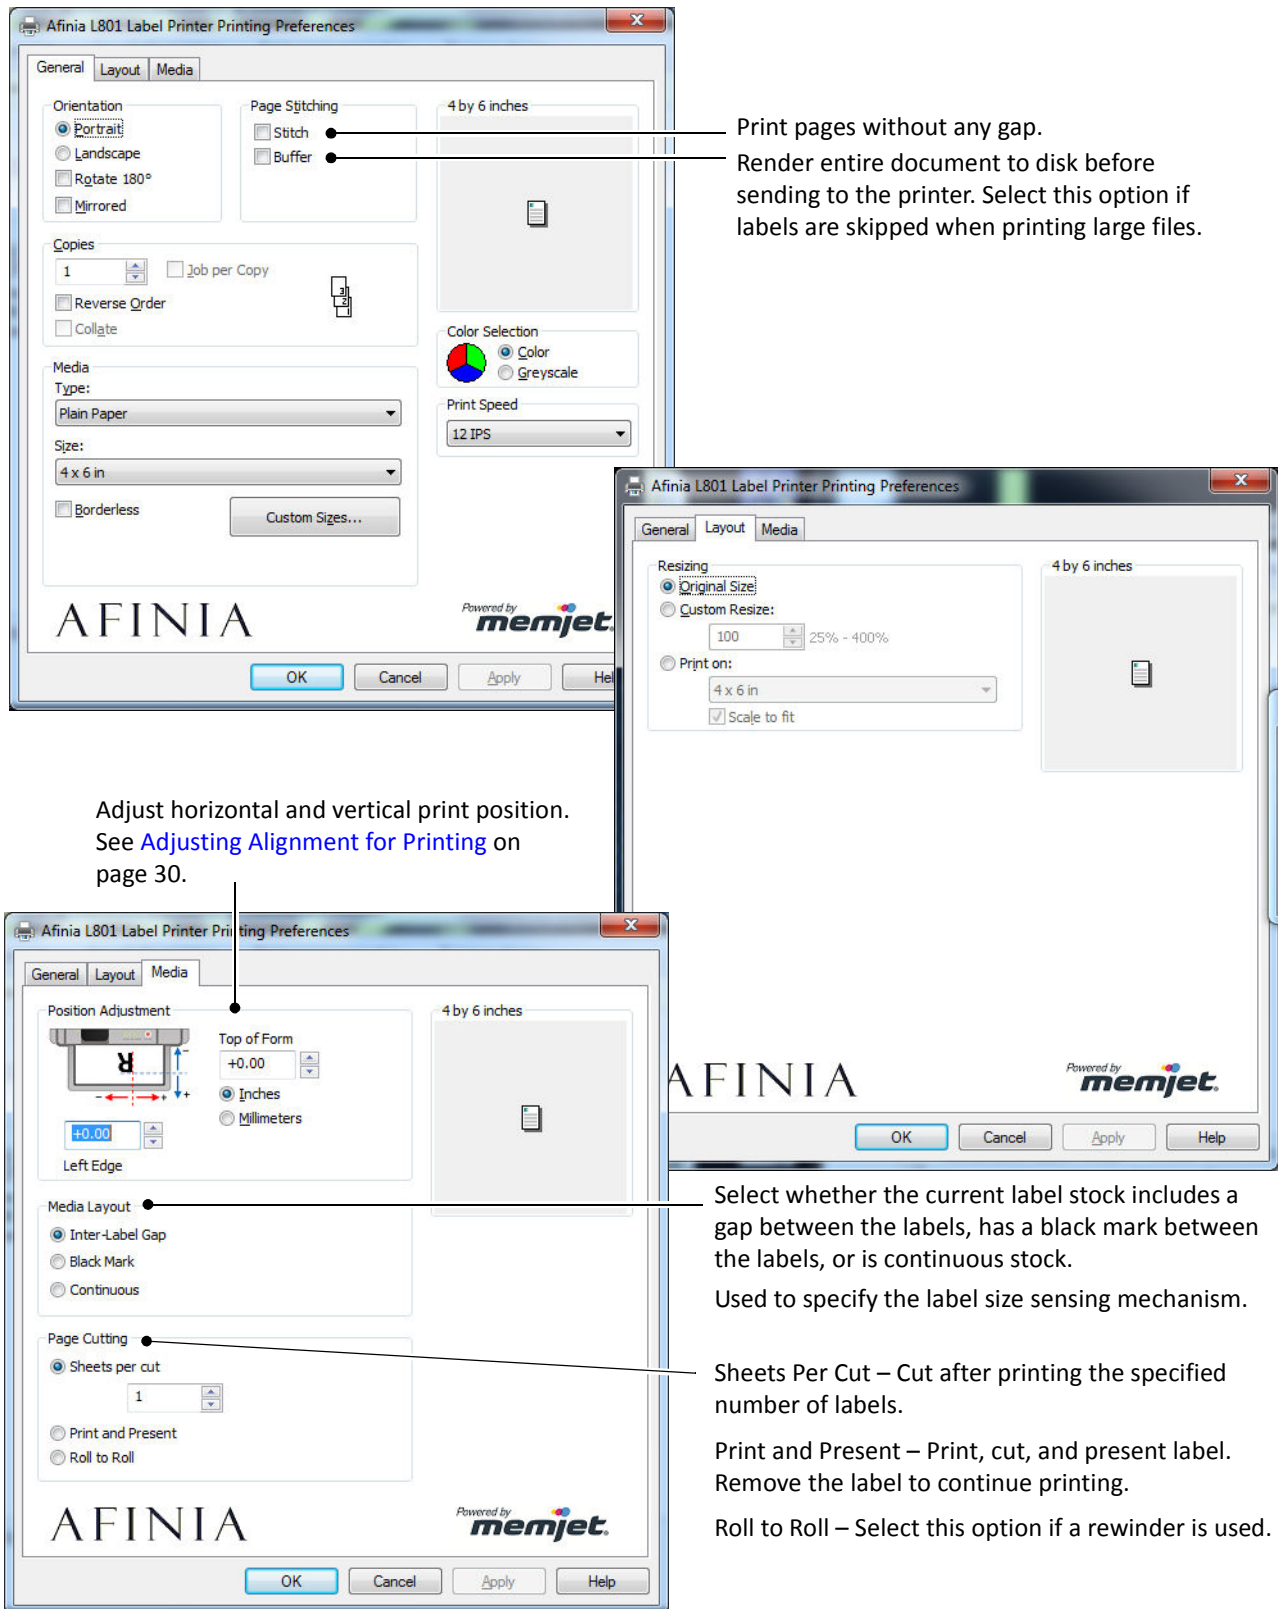 Afinia L801 Label Printer Printing Preferences
X
General Layout Media
Orientation
Portrait
Landscape
Rotate 180°
Mirrored
Page Stitching
Stitch
Buffer
4 by 6 inches
Print pages without any gap.
Render entire document to disk before
sending to the printer. Select this option if
labels are skipped when printing large files.
Copies
1
Job per Copy
Reverse Order
Collate
3
2
1
Color Selection
Color
Greyscale
Media
Type:
Plain Paper
Size:
4 x 6 in
Borderless
Custom Sizes...
Print Speed
12 IPS
AFINIA
Powered by
memjet.
OK Cancel Apply Hel
Afinia L801 Label Printer Printing Preferences
X
General Layout Media
Resizing
Original Size
Custom Resize:
100 25% - 400%
Print on:
4 x 6 in
Scale to fit
4 by 6 inches
AFINIA
Powered by
memjet.
OK Cancel Apply Help
Adjust horizontal and vertical print position.
See Adjusting Alignment for Printing on
page 30.
Afinia L801 Label Printer Printing Preferences
X
General Layout Media
Position Adjustment
R
- +
- +
Top of Form
+0.00
Inches
Millimeters
+0.00
Left Edge
4 by 6 inches
Media Layout
Inter-Label Gap
Black Mark
Continuous
Select whether the current label stock includes a
gap between the labels, has a black mark between
the labels, or is continuous stock.
Used to specify the label size sensing mechanism.
Page Cutting
Sheets per cut
1
Print and Present
Roll to Roll
Sheets Per Cut – Cut after printing the specified
number of labels.
Print and Present – Print, cut, and present label.
Remove the label to continue printing.
Roll to Roll – Select this option if a rewinder is used.
AFINIA
Powered by
memjet.
OK Cancel Apply Help